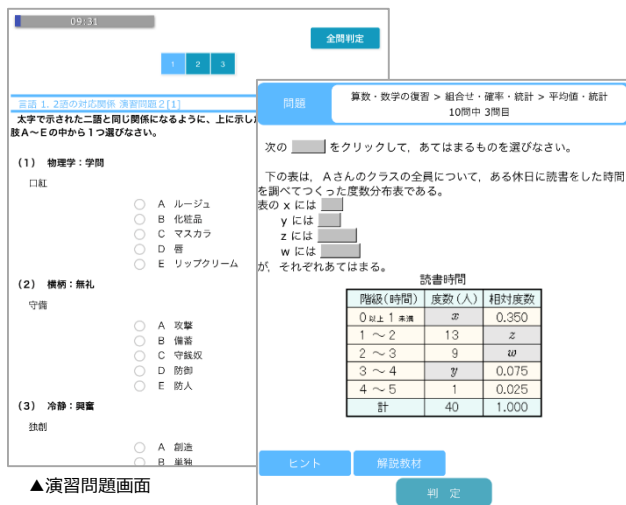 09:31
全問判定
1 2 3
言語 1. 2語の対応関係 演習問題2[1]
太字で示された二語と同じ関係になるように、上に示し
肢A~Eの中から1つ選びなさい。
(1) 物理学:学問
口紅
A ルージュ
B 化粧品
C マスカラ
D 唇
E リップクリーム
(2) 横柄:無礼
守備
A 攻撃
B 備蓄
C 守銭奴
D 防御
E 防人
(3) 冷静:興奮
独創
A 創造
B 単独
▲演習問題画面
問題
算数・数学の復習 > 組合せ・確率・統計 > 平均値・統計
10問中 3問目
次の をクリックして,あてはまるものを選びなさい。
下の表は,Aさんのクラスの全員について,ある休日に読書をした時間
を調べてつくった度数分布表である。
表の x には
y には
z には
w には
が,それぞれあてはまる。
読書時間
階級(時間) 度数(人) 相対度数
0 以上 1 未満 x 0.350
1 ~ 2 13 z
2 ~ 3 9 w
3 ~ 4 y 0.075
4 ~ 5 1 0.025
計 40 1.000
ヒント 解説教材
判 定